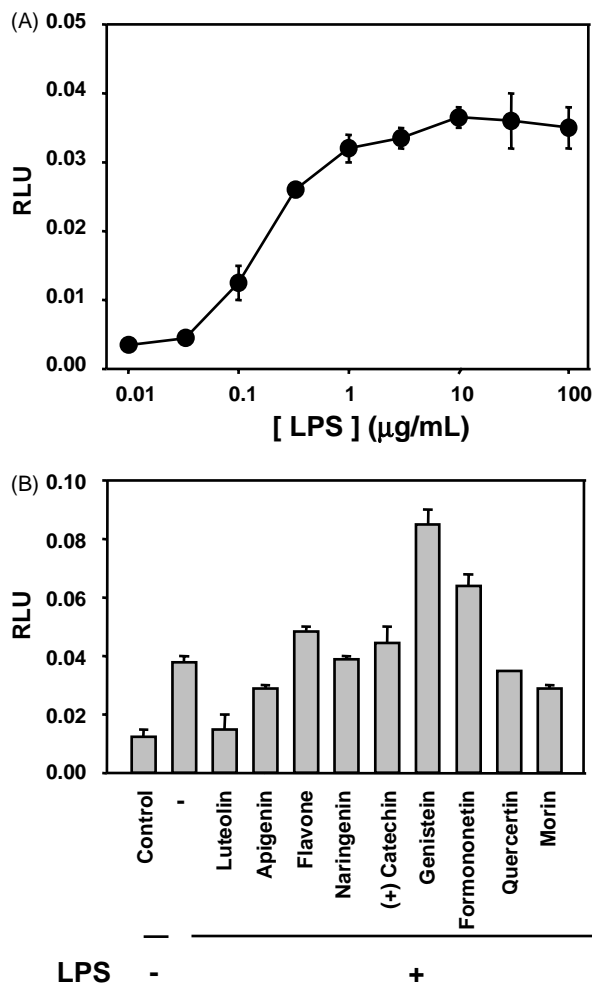 (A)
0.05
0.04
0.03
0.02
0.01
0.00
RLU
0.01 0.1 1 10 100
[ LPS ] (μg/mL)
(B)
0.10
0.08
0.06
0.04
0.02
0.00
RLU
Control
-
Luteolin
Apigenin
Flavone
Naringenin
(+) Catechin
Genistein
Formononetin
Quercertin
Morin
LPS - +